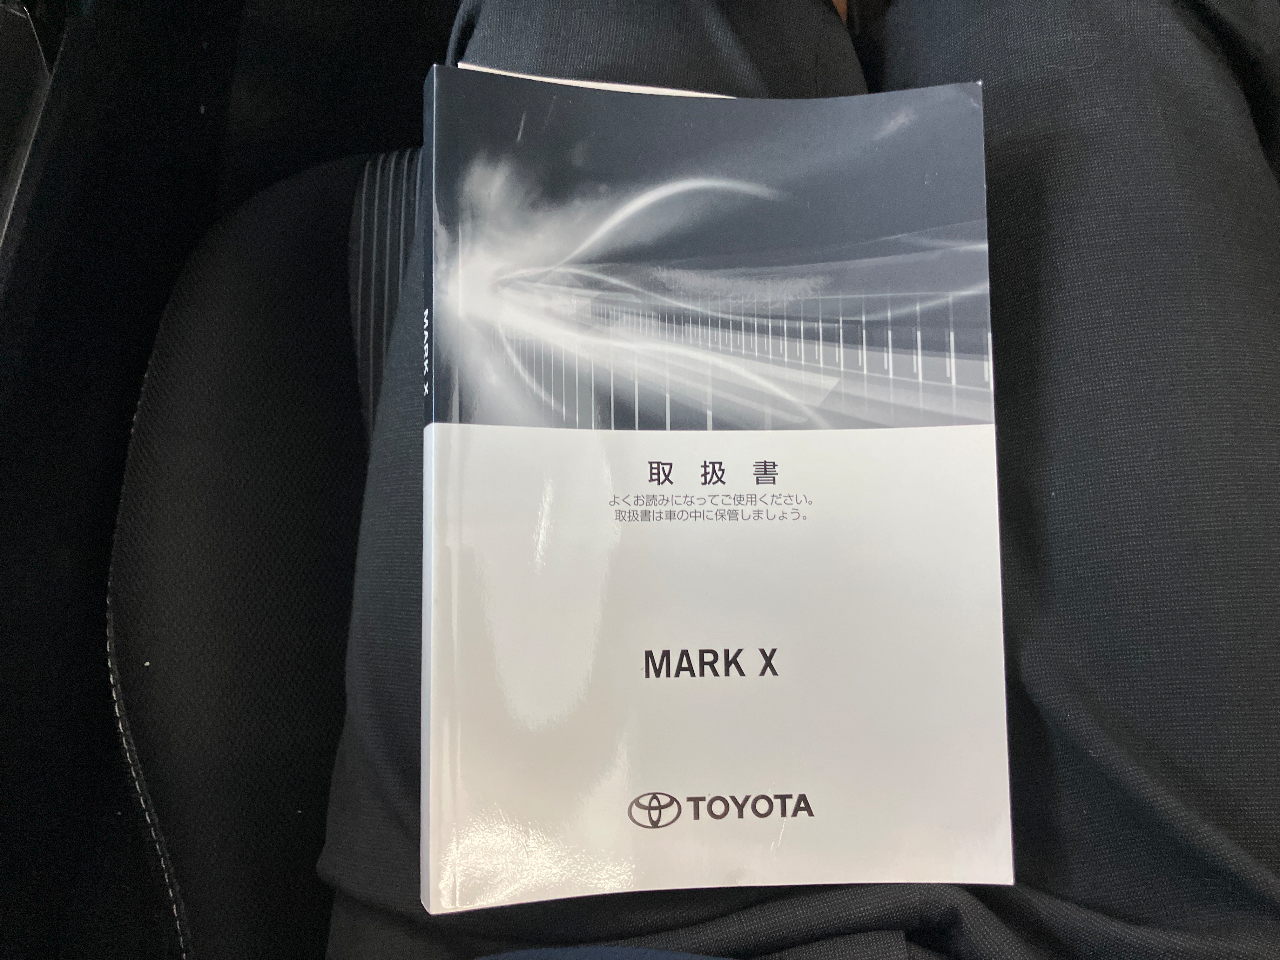 MARK X
取扱書
よくお読みになってご使用ください。
取扱書は車の中に保管しましょう。
MARK X
TOYOTA